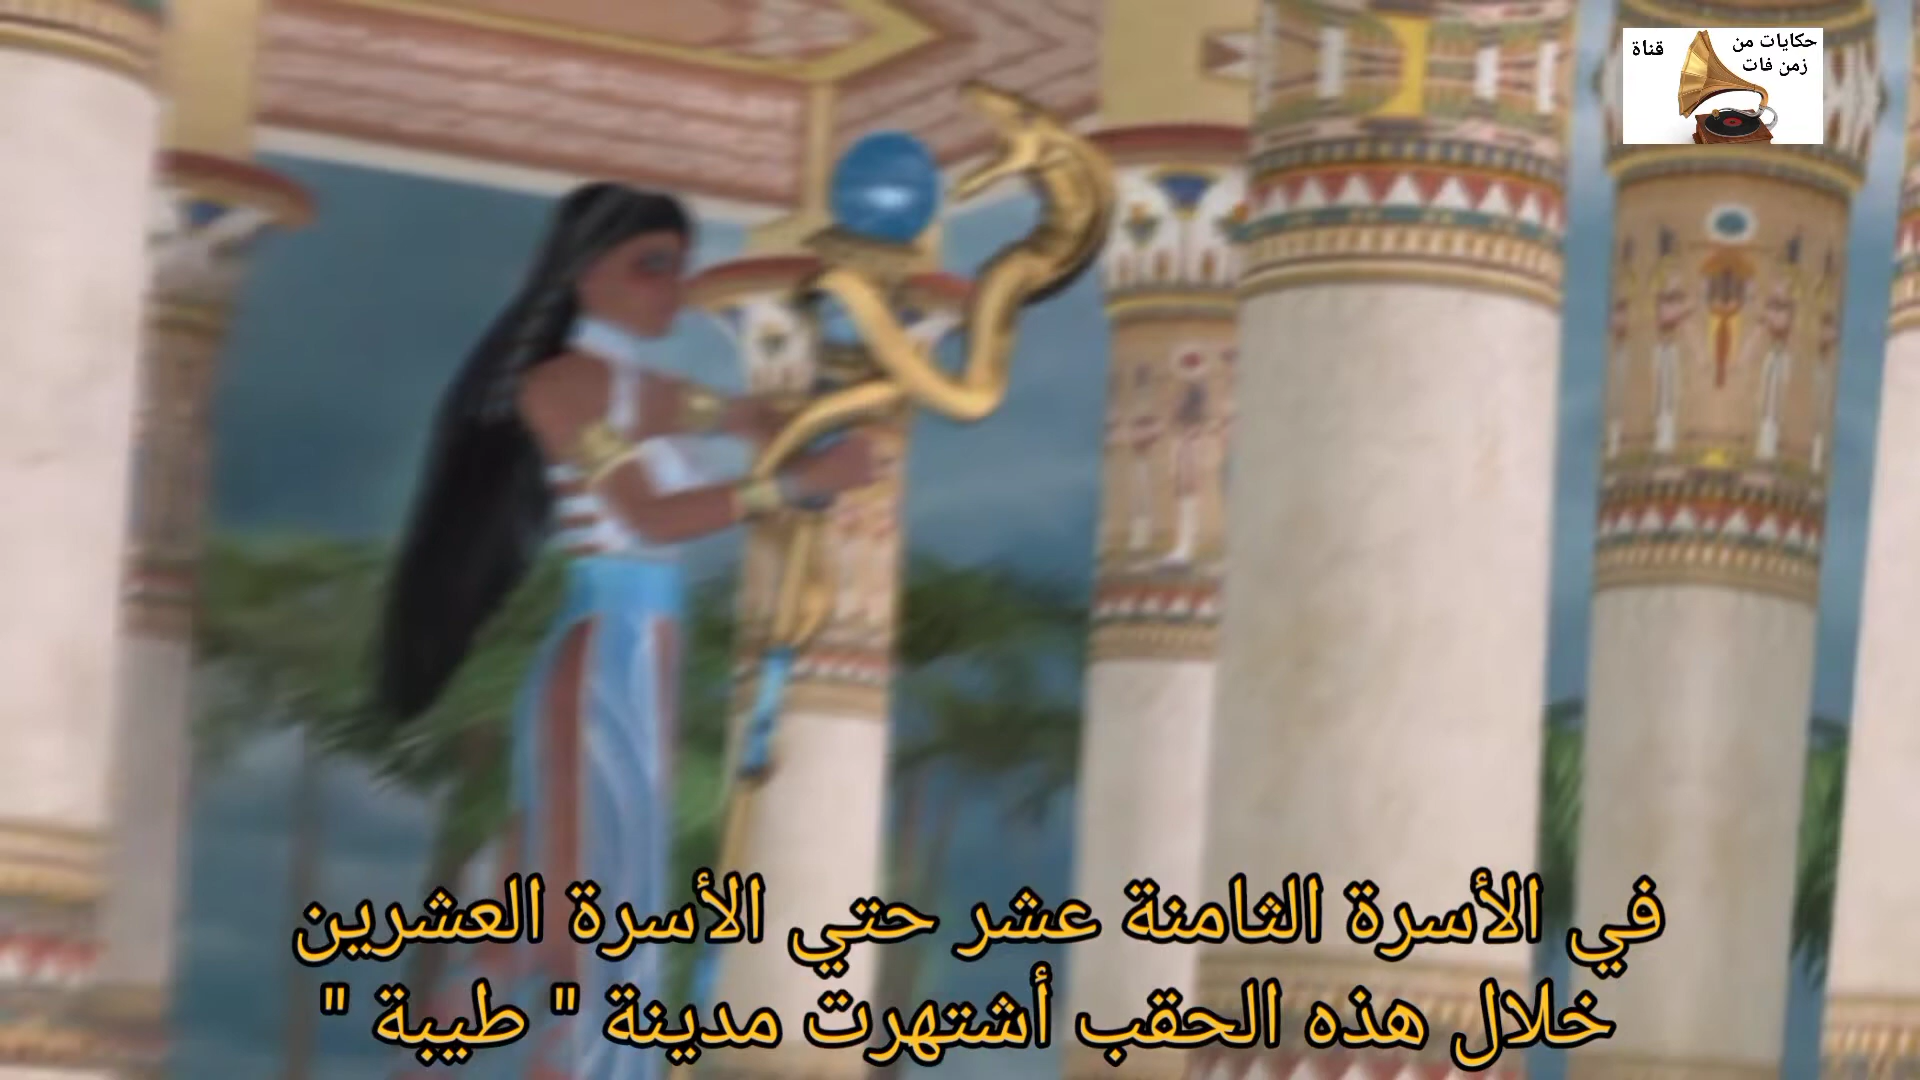 قناة
حكايات من
زمن فات
في الأسرة الثامنة عشر حتي الأسرة العشرين
خلال هذه الحقب أشتهرت مدينة " طيبة "